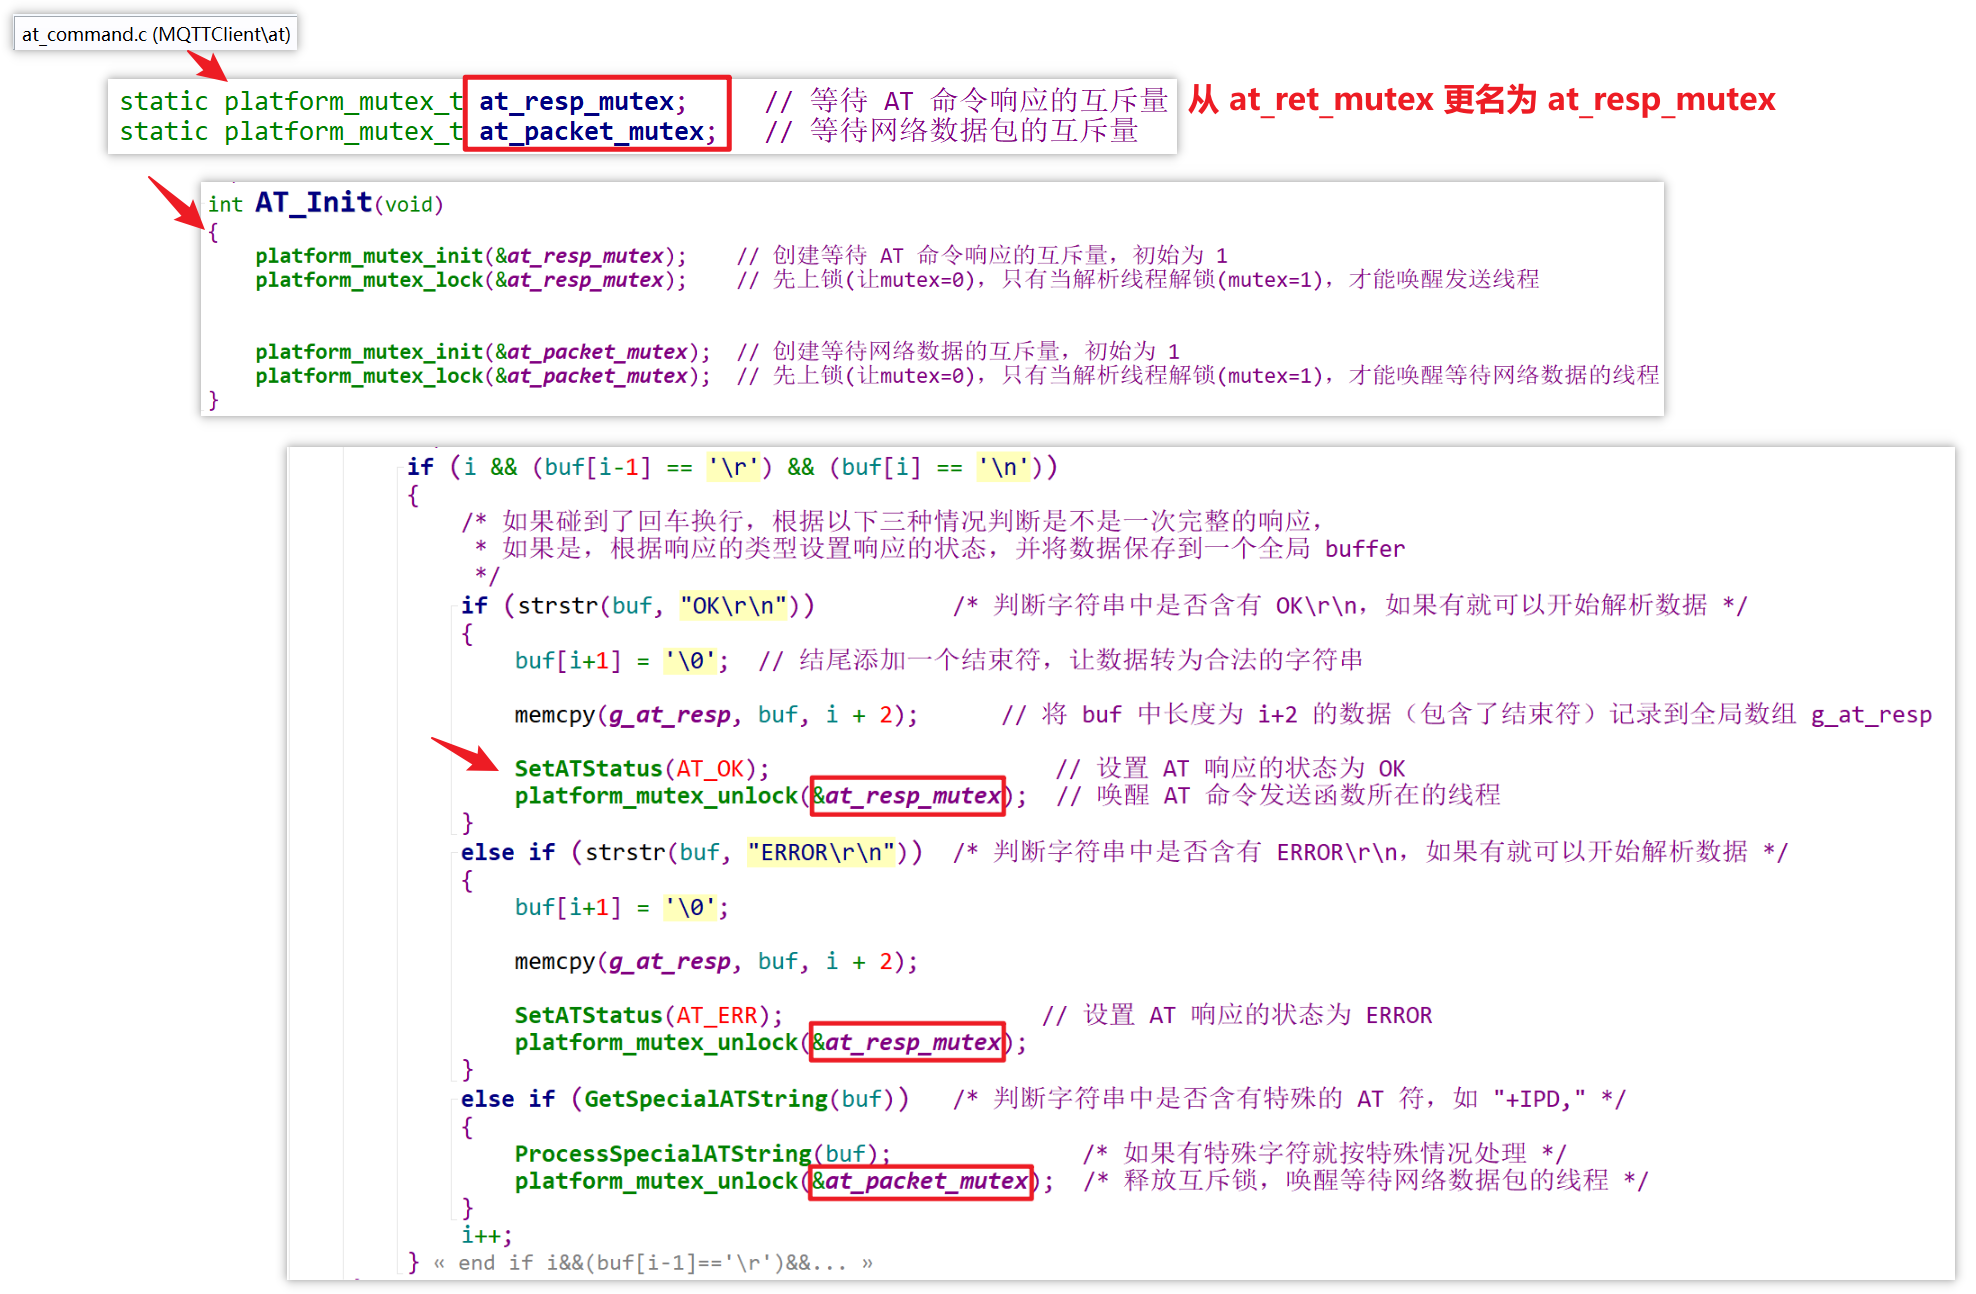 at_command.c (MQTTClient\at)
static platform_mutex_t at_resp_mutex;     // 等待 AT 命令响应的互斥量
从 at_ret_mutex 更名为 at_resp_mutex
static platform_mutex_t at_packet_mutex;   // 等待网络数据包的互斥量
int AT_Init(void)
{
platform_mutex_init(&at_resp_mutex);    // 创建等待 AT 命令响应的互斥量，初始为 1
platform_mutex_lock(&at_resp_mutex);    // 先上锁(让mutex=0)，只有当解析线程解锁(mutex=1)，才能唤醒发送线程
platform_mutex_init(&at_packet_mutex);  // 创建等待网络数据的互斥量，初始为 1
platform_mutex_lock(&at_packet_mutex);  // 先上锁(让mutex=0)，只有当解析线程解锁(mutex=1)，才能唤醒等待网络数据的线程
}
if (i && (buf[i-1] == '\r') && (buf[i] == '\n'))
{
/* 如果碰到了回车换行，根据以下三种情况判断是不是一次完整的响应，
* 如果是，根据响应的类型设置响应的状态，并将数据保存到一个全局 buffer
*/
if (strstr(buf, "OK\r\n"))          /* 判断字符串中是否含有 OK\r\n，如果有就可以开始解析数据 */
{
buf[i+1] = '\0';  // 结尾添加一个结束符，让数据转为合法的字符串
memcpy(g_at_resp, buf, i + 2);      // 将 buf 中长度为 i+2 的数据（包含了结束符）记录到全局数组 g_at_resp
SetATStatus(AT_OK);                     // 设置 AT 响应的状态为 OK
platform_mutex_unlock(&at_resp_mutex);  // 唤醒 AT 命令发送函数所在的线程
}
else if (strstr(buf, "ERROR\r\n"))  /* 判断字符串中是否含有 ERROR\r\n，如果有就可以开始解析数据 */
{
buf[i+1] = '\0';
memcpy(g_at_resp, buf, i + 2);
SetATStatus(AT_ERR);                   // 设置 AT 响应的状态为 ERROR
platform_mutex_unlock(&at_resp_mutex);
}
else if (GetSpecialATString(buf))   /* 判断字符串中是否含有特殊的 AT 符，如 "+IPD," */
{
ProcessSpecialATString(buf);              /* 如果有特殊字符就按特殊情况处理 */
platform_mutex_unlock(&at_packet_mutex);  /* 释放互斥锁，唤醒等待网络数据包的线程 */
}
i++;
} « end if i&&(buf[i-1]=='\r')&&... »